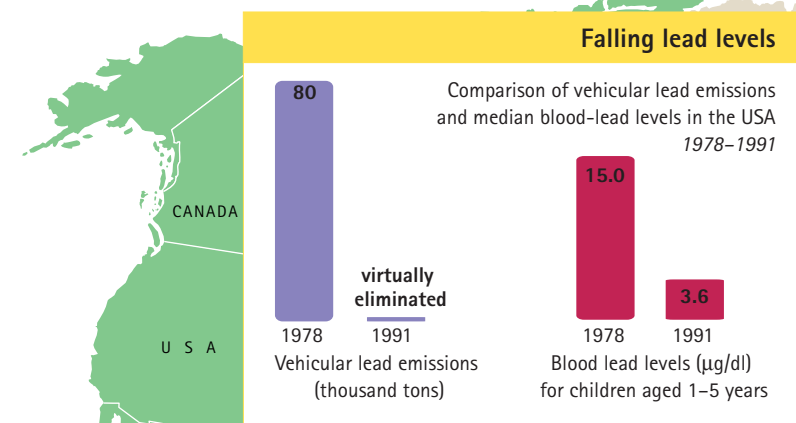 Falling lead levels
Comparison of vehicular lead emissions
and median blood-lead levels in the USA
1978–1991
80
virtually
eliminated
1978 1991
Vehicular lead emissions
(thousand tons)
15.0
3.6
1978 1991
Blood lead levels (µg/dl)
for children aged 1–5 years
CANADA
U S A